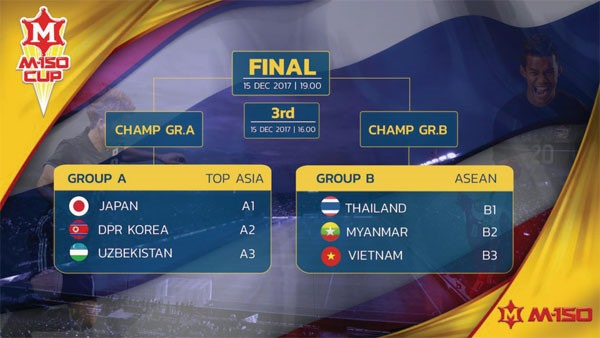 M
M-150
CUP
FINAL
15 DEC 2017 | 19.00
3rd
15 DEC 2017 | 16.00
CHAMP GR.A
CHAMP GR.B
GROUP A TOP ASIA
JAPAN A1
DPR KOREA A2
UZBEKISTAN A3
GROUP B ASEAN
THAILAND B1
MYANMAR B2
VIETNAM B3
20
M-150